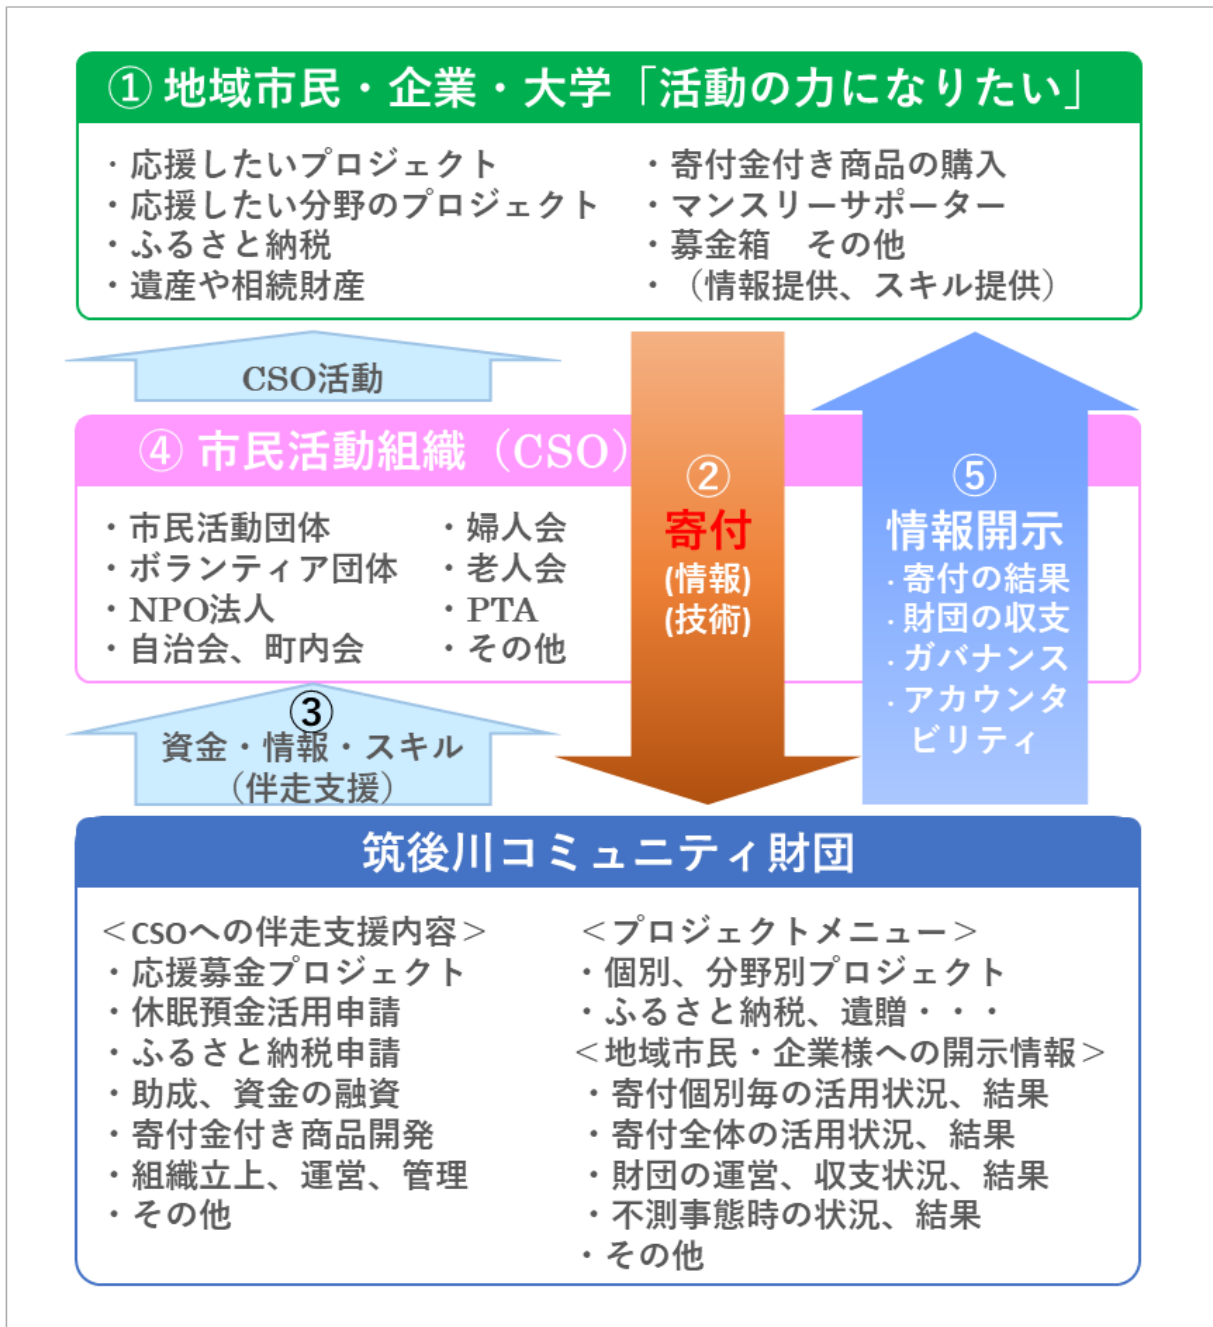 ① 地域市民・企業・大学「活動の力になりたい」
・応援したいプロジェクト
・応援したい分野のプロジェクト
・ふるさと納税
・遺産や相続財産
・寄付金付き商品の購入
・マンスリーサポーター
・募金箱　その他
・（情報提供、スキル提供）
CSO活動
④ 市民活動組織（CSO）
・市民活動団体
・ボランティア団体
・NPO法人
・自治会、町内会
・婦人会
・老人会
・PTA
・その他
②
寄付
(情報)
(技術)
⑤
情報開示
・寄付の結果
・財団の収支
・ガバナンス
・アカウンタ
ビリティ
③
資金・情報・スキル
（伴走支援）
筑後川コミュニティ財団
＜CSOへの伴走支援内容＞
・応援募金プロジェクト
・休眠預金活用申請
・ふるさと納税申請
・助成、資金の融資
・寄付金付き商品開発
・組織立上、運営、管理
・その他
＜プロジェクトメニュー＞
・個別、分野別プロジェクト
・ふるさと納税、遺贈・・・
＜地域市民・企業様への開示情報＞
・寄付個別毎の活用状況、結果
・寄付全体の活用状況、結果
・財団の運営、収支状況、結果
・不測事態時の状況、結果
・その他